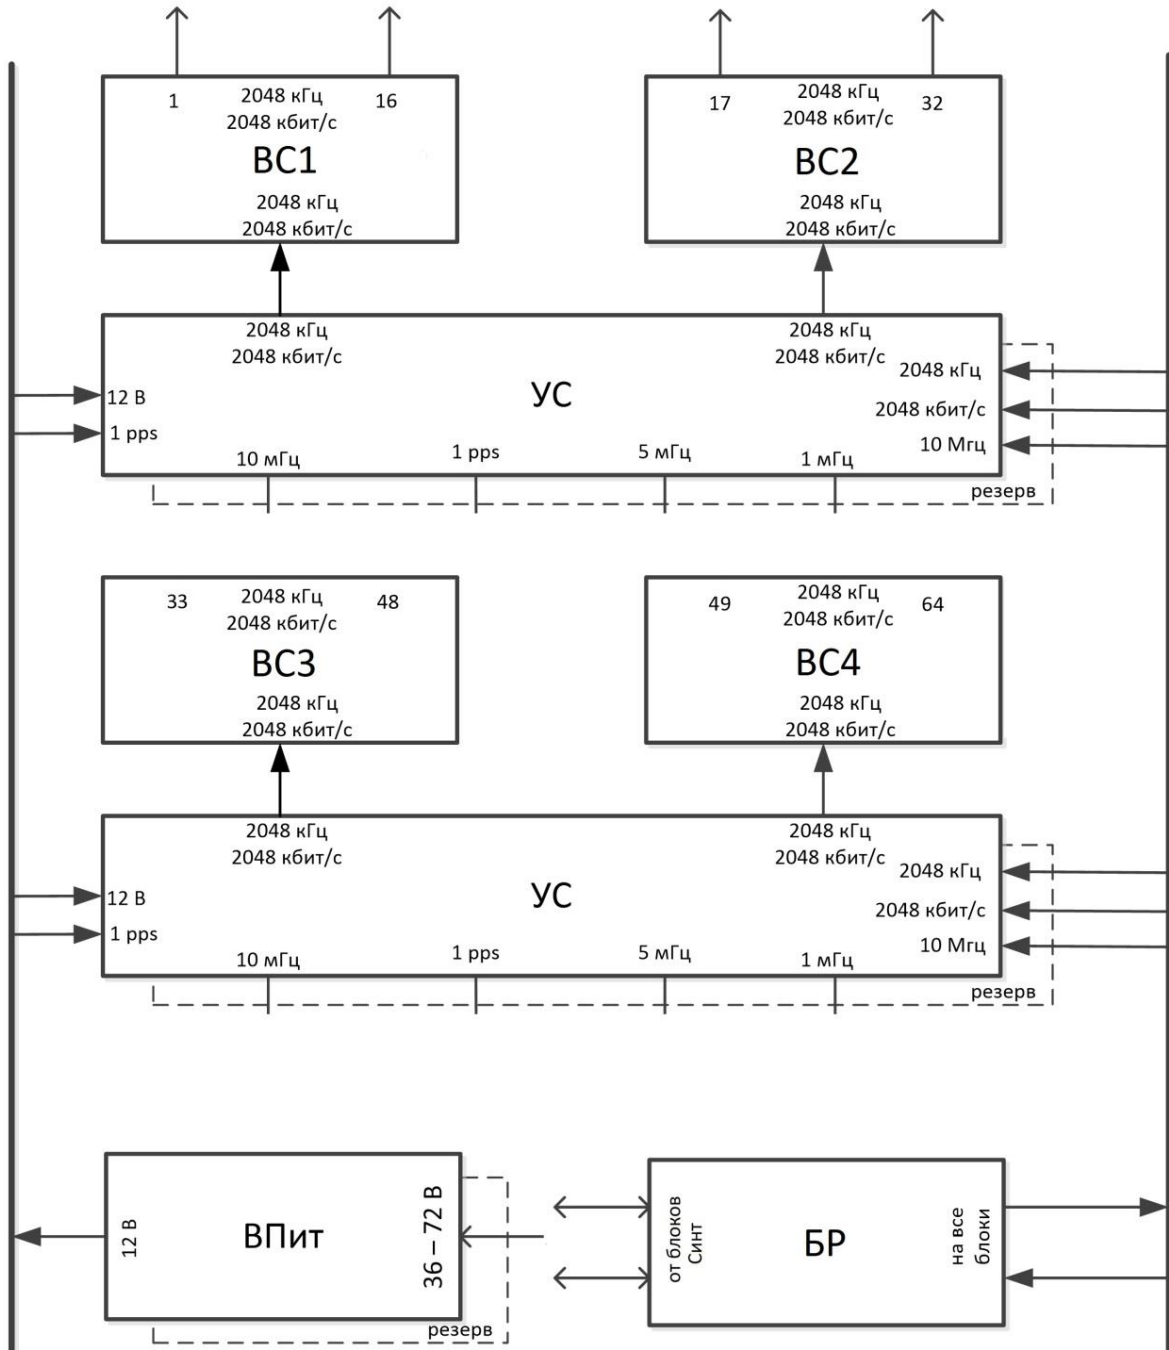 1
2048 кГц
16
2048 кбит/с
ВС1
2048 кГц
2048 кбит/с
17
2048 кГц
32
2048 кбит/с
ВС2
2048 кГц
2048 кбит/с
2048 кГц
2048 кбит/с
2048 кГц
2048 кбит/с
2048 кГц
12 В
УС
2048 кбит/с
1 pps
10 Мгц
10 мГц
1 pps
5 мГц
1 мГц
резерв
33
2048 кГц
48
2048 кбит/с
ВС3
2048 кГц
2048 кбит/с
49
2048 кГц
64
2048 кбит/с
ВС4
2048 кГц
2048 кбит/с
2048 кГц
2048 кбит/с
2048 кГц
2048 кбит/с
2048 кГц
12 В
УС
2048 кбит/с
1 pps
10 Мгц
10 мГц
1 pps
5 мГц
1 мГц
резерв
12 В
ВПит
36 – 72 В
резерв
от блоков
Синт
БР
на все
блоки